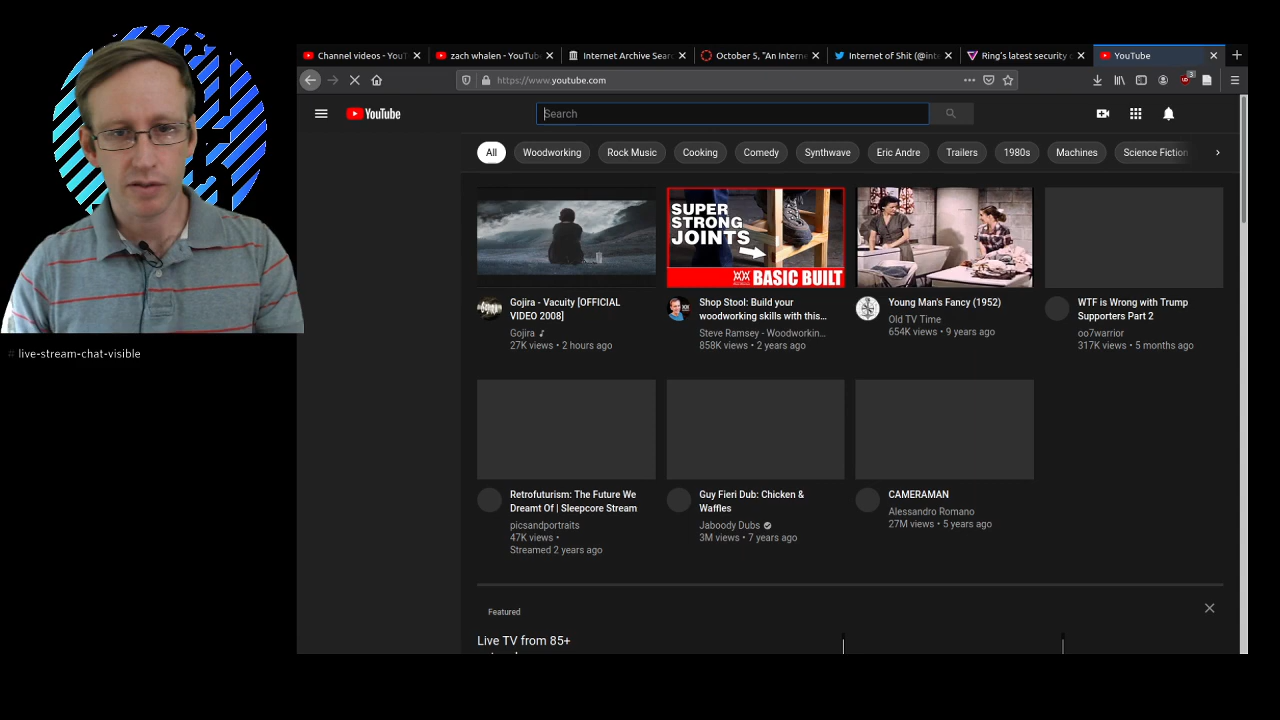 Channel videos - YouT
zach whalen - YouTube
Internet Archive Sear
October 5, "An Interne
Internet of Shit (@inte
Ring's latest security c
YouTube
https://www.youtube.com
3
YouTube
Search
All
Woodworking
Rock Music
Cooking
Comedy
Synthwave
Eric Andre
Trailers
1980s
Machines
Science Fiction
SUPER
STRONG
JOINTS
BASIC BUILT
Gojira - Vacuity [OFFICIAL
VIDEO 2008]
Gojira
27K views • 2 hours ago
Shop Stool: Build your
woodworking skills with this...
Steve Ramsey - Woodworkin...
858K views • 2 years ago
Young Man's Fancy (1952)
Old TV Time
654K views • 9 years ago
WTF is Wrong with Trump
Supporters Part 2
oo7warrior
317K views • 5 months ago
# live-stream-chat-visible
Retrofuturism: The Future We
Dreamt Of | Sleepcore Stream
picsandportraits
47K views •
Streamed 2 years ago
Guy Fieri Dub: Chicken &
Waffles
Jaboody Dubs
3M views • 7 years ago
CAMERAMAN
Alessandro Romano
27M views • 5 years ago
Featured
Live TV from 85+